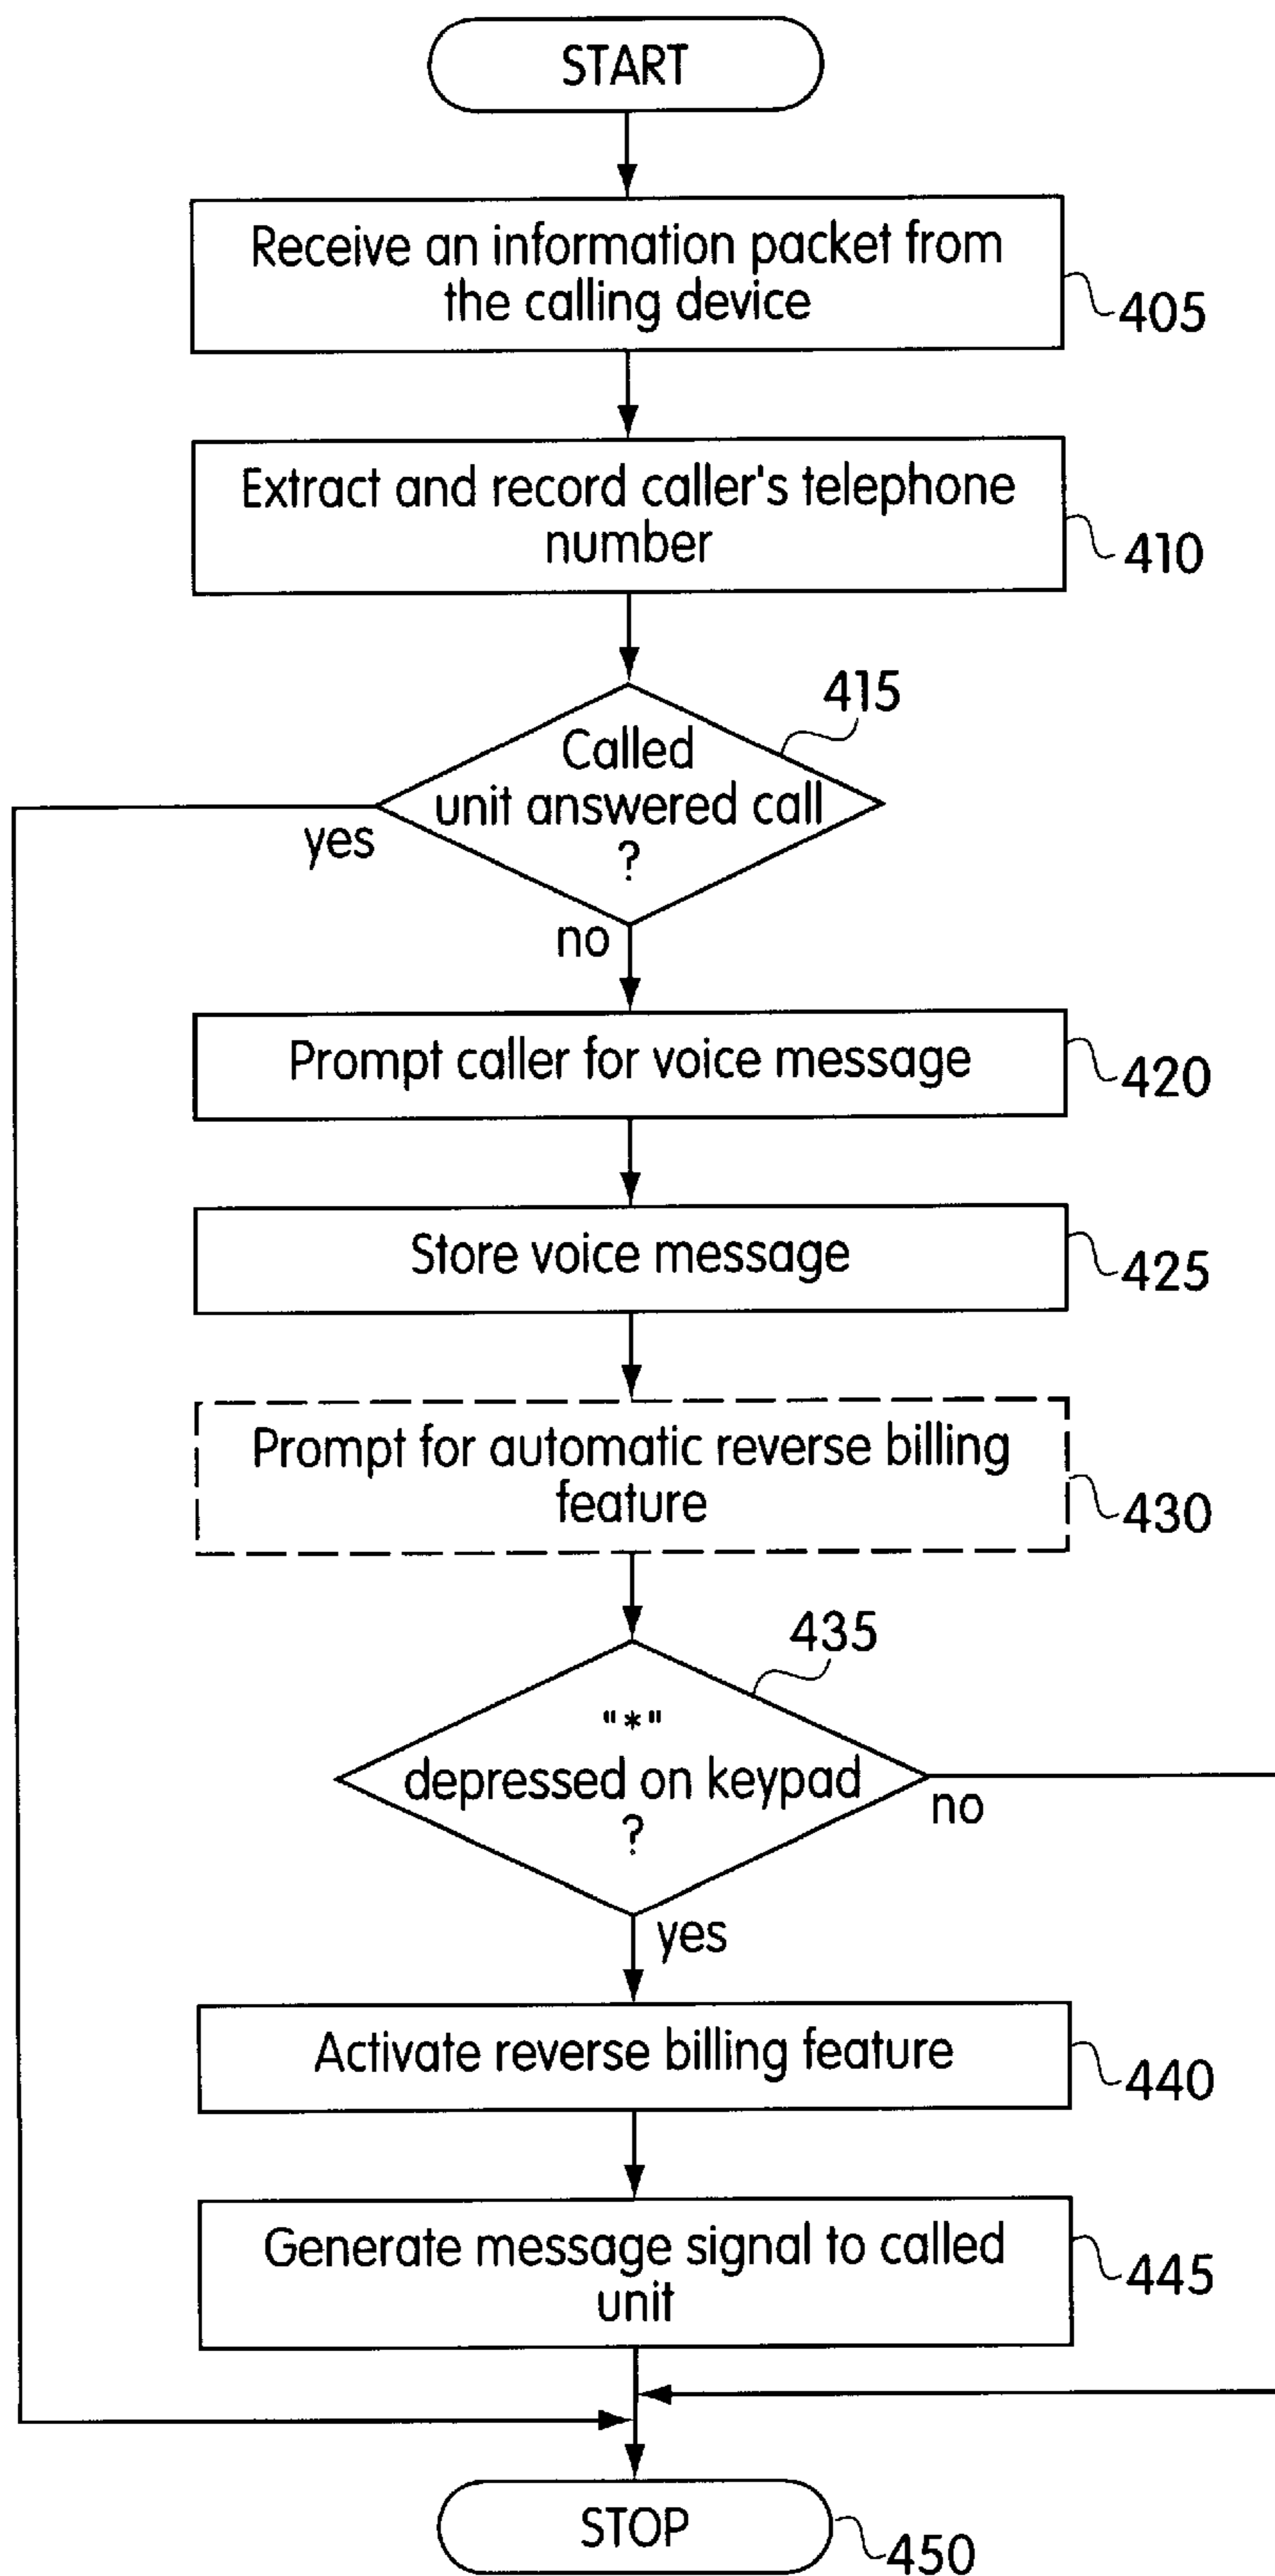 START
Receive an information packet from
the calling device
405
Extract and record caller's telephone
number
410
415
Called
unit answered call
?
yes
no
Prompt caller for voice message
420
Store voice message
425
Prompt for automatic reverse billing
feature
430
435
"*"
depressed on keypad
?
no
yes
Activate reverse billing feature
440
Generate message signal to called
unit
445
STOP
450